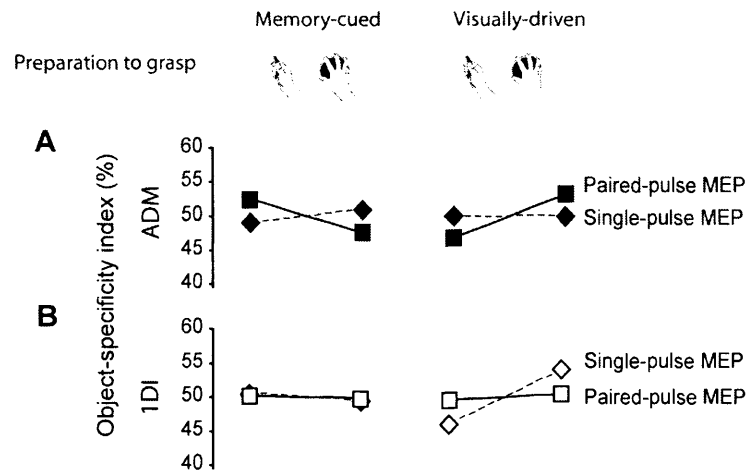 Memory-cued Visually-driven
Preparation to grasp
A
60
55
50
45
40
Object-specificity index (%)
ADM
Paired-pulse MEP
Single-pulse MEP
B
60
55
50
45
40
1DI
Single-pulse MEP
Paired-pulse MEP